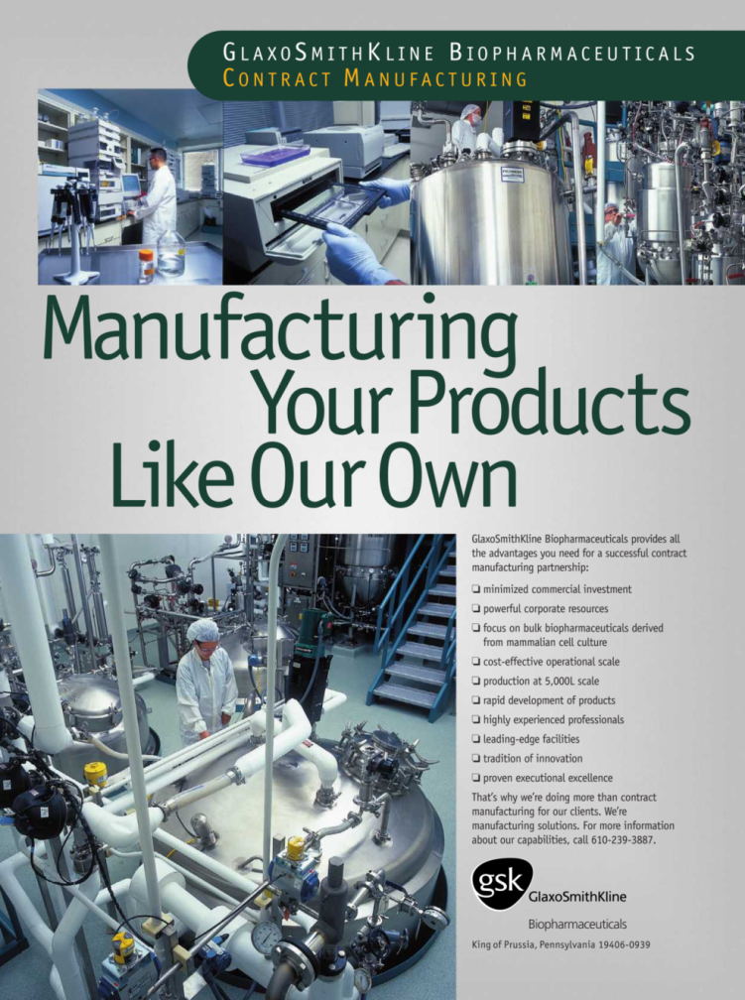 GlaxoSmithKline Biopharmaceuticals
Contract Manufacturing
Manufacturing
Your Products
Like Our Own
GlaxoSmithKline Biopharmaceuticals provides all
the advantages you need for a successful contract
manufacturing partnership:
❏ minimized commercial investment
❏ powerful corporate resources
❏ focus on bulk biopharmaceuticals derived
from mammalian cell culture
❏ cost-effective operational scale
❏ production at 5,000L scale
❏ rapid development of products
❏ highly experienced professionals
❏ leading-edge facilities
❏ tradition of innovation
❏ proven executional excellence
That's why we're doing more than contract
manufacturing for our clients. We're
manufacturing solutions. For more information
about our capabilities, call 610-239-3887.
gsk
GlaxoSmithKline
Biopharmaceuticals
King of Prussia, Pennsylvania 19406-0939